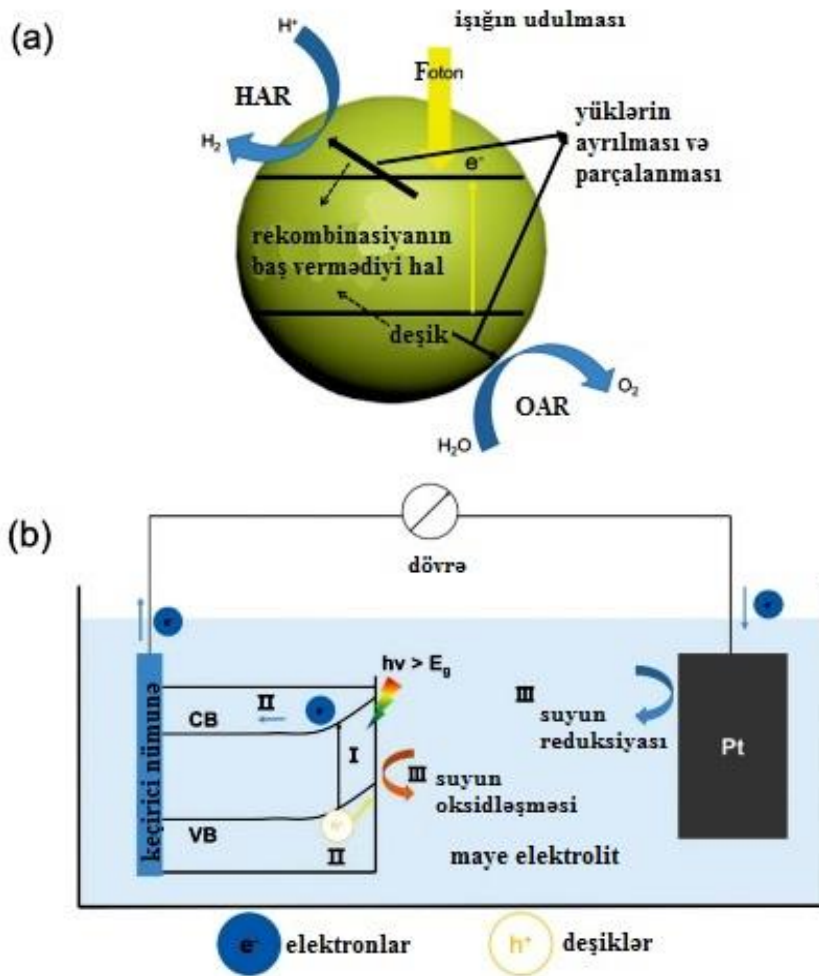 (a)
işığın udulması
H⁺
Foton
HAR
yüklərin
ayrılması və
parçalanması
H₂
e⁻
rekombinasiyanın
baş vermədiyi hal
deşik
O₂
OAR
H₂O
(b)
dövrə
e⁻
e⁻
hν > E_g
II
e⁻
CB
III
suyun
reduksiyası
Pt
keçirici nümunə
I
III
suyun
oksidləşməsi
VB
h⁺
II
maye elektrolit
e⁻ elektronlar
h⁺ deşiklər